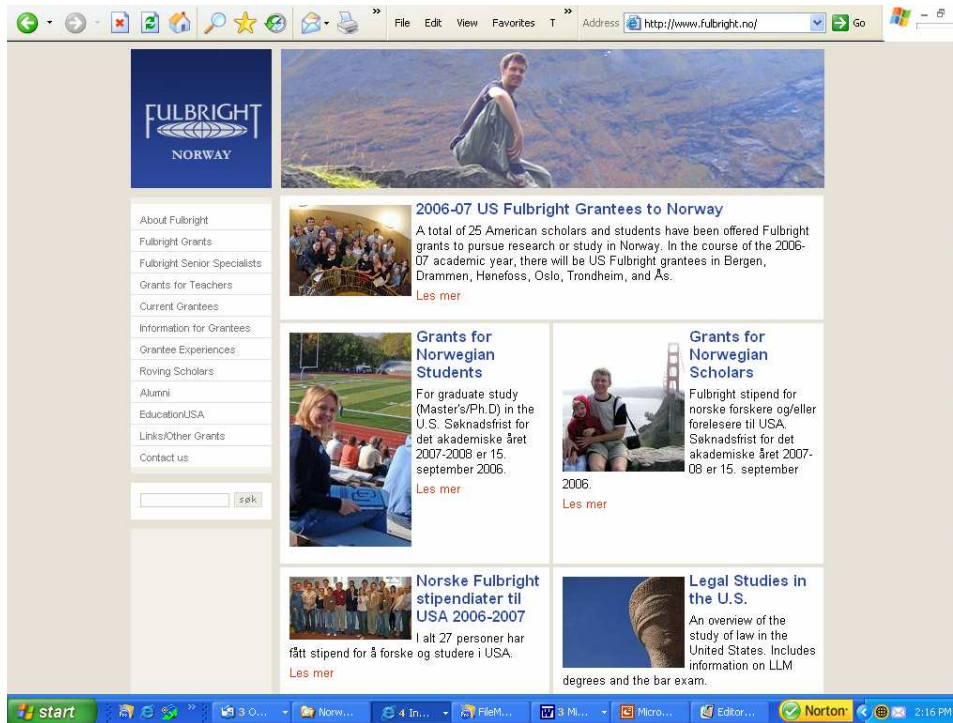 File Edit View Favorites T
Address http://www.fulbright.no/ Go
FULBRIGHT
NORWAY
About Fulbright
Fulbright Grants
Fulbright Senior Specialists
Grants for Teachers
Current Grantees
Information for Grantees
Grantee Experiences
Roving Scholars
Alumni
EducationUSA
Links/Other Grants
Contact us
søk
2006-07 US Fulbright Grantees to Norway
A total of 25 American scholars and students have been offered Fulbright
grants to pursue research or study in Norway. In the course of the 2006-
07 academic year, there will be US Fulbright grantees in Bergen,
Drammen, Hønefoss, Oslo, Trondheim, and Ås.
Les mer
Grants for
Norwegian
Students
For graduate study
(Master's/Ph.D) in the
U.S. Søknadsfrist for
det akademiske året
2007-2008 er 15.
september 2006.
Les mer
Grants for
Norwegian
Scholars
Fulbright stipend for
norske forskere og/eller
forelesere til USA.
Søknadsfrist for det
akademiske året 2007-
08 er 15. september
2006.
Les mer
Norske Fulbright
stipendiater til
USA 2006-2007
I alt 27 personer har
fått stipend for å forske og studere i USA.
Les mer
Legal Studies in
the U.S.
An overview of the
study of law in the
United States. Includes
information on LLM
degrees and the bar exam.
start 3 O... Norw... 4 In... FileM... 3 Mi... Micro... Editor... Norton 2:16 PM